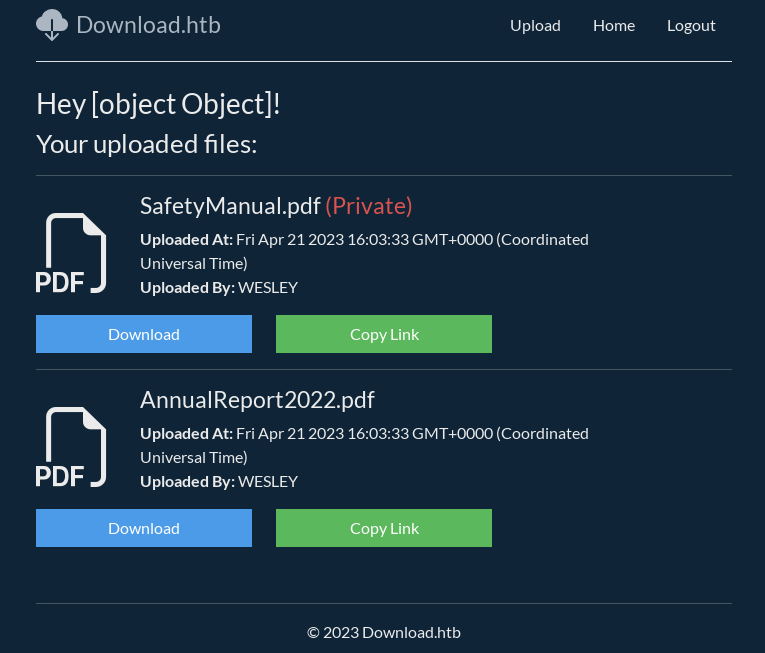 Download.htb
Upload
Home
Logout
Hey [object Object]!
Your uploaded files:
SafetyManual.pdf (Private)
Uploaded At: Fri Apr 21 2023 16:03:33 GMT+0000 (Coordinated
Universal Time)
Uploaded By: WESLEY
PDF
Download
Copy Link
AnnualReport2022.pdf
Uploaded At: Fri Apr 21 2023 16:03:33 GMT+0000 (Coordinated
Universal Time)
Uploaded By: WESLEY
PDF
Download
Copy Link
© 2023 Download.htb